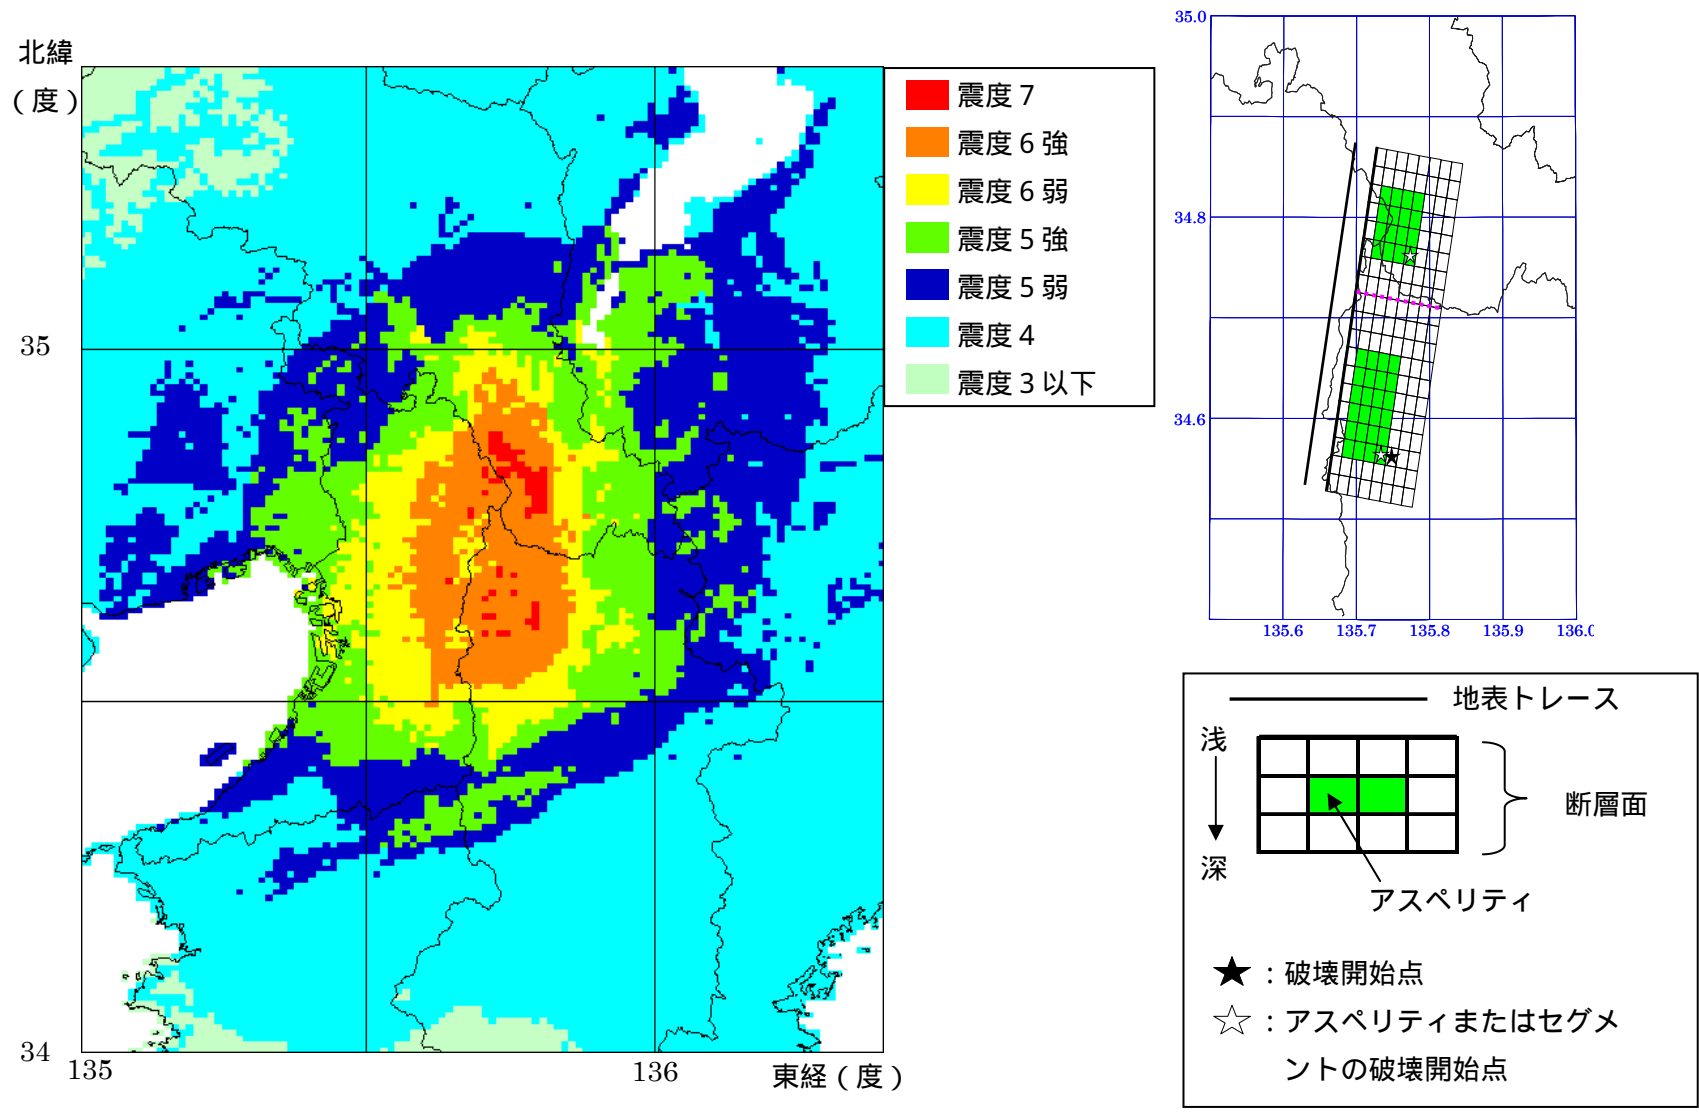 北緯
（度）
35
34
135
136
東経（度）
震度７
震度６強
震度６弱
震度５強
震度５弱
震度４
震度３以下
35.0
34.8
34.6
135.6
135.7
135.8
135.9
136.0
地表トレース
浅
深
断層面
アスペリティ
★：破壊開始点
☆：アスペリティまたはセグメ
ントの破壊開始点